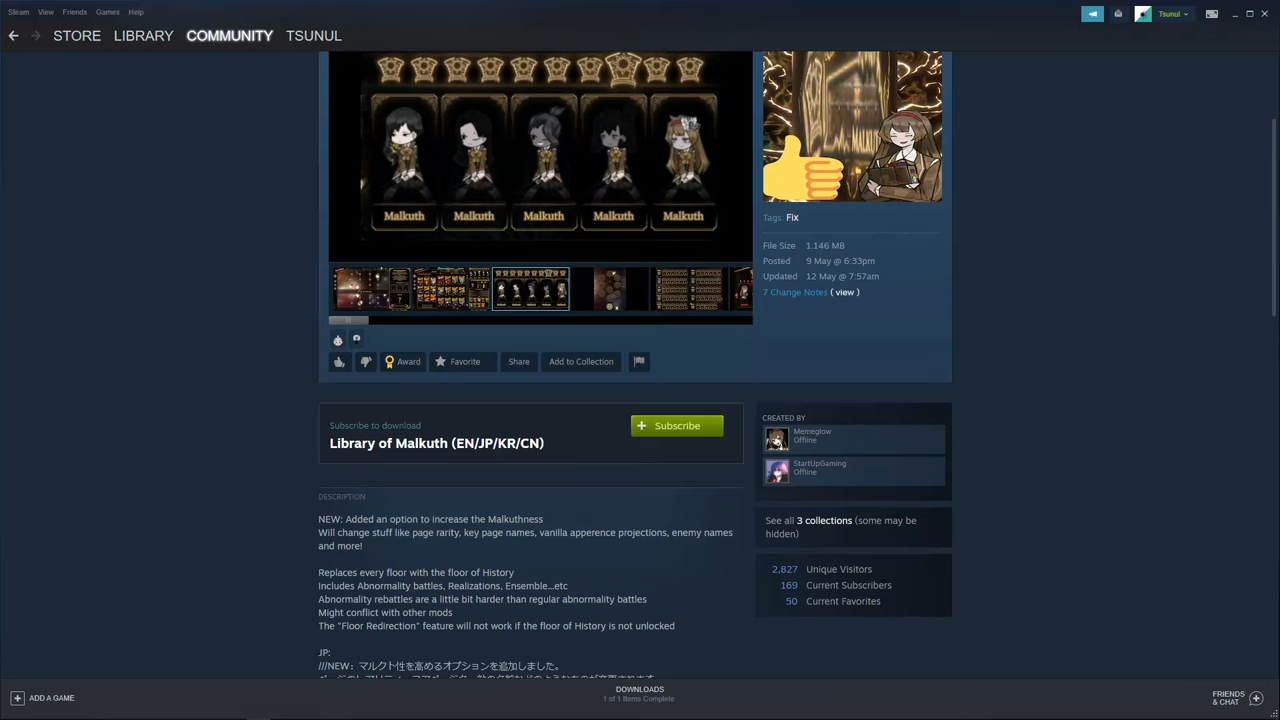 Steam View Friends Games Help
Tsunul
STORE LIBRARY COMMUNITY TSUNUL
Malkuth Malkuth Malkuth Malkuth Malkuth
Tags: Fix
File Size 1.146 MB
Posted 9 May @ 6:33pm
Updated 12 May @ 7:57am
7 Change Notes ( view )
Award Favorite Share Add to Collection
Subscribe to download
Library of Malkuth (EN/JP/KR/CN)
Subscribe
CREATED BY
Memeglow
Offline
StartUpGaming
Offline
See all 3 collections (some may be
hidden)
2,827 Unique Visitors
169 Current Subscribers
50 Current Favorites
DESCRIPTION
NEW: Added an option to increase the Malkuthness
Will change stuff like page rarity, key page names, vanilla apperence projections, enemy names
and more!
Replaces every floor with the floor of History
Includes Abnormality battles, Realizations, Ensemble...etc
Abnormality rebattles are a little bit harder than regular abnormality battles
Might conflict with other mods
The "Floor Redirection" feature will not work if the floor of History is not unlocked
JP:
///NEW：マルクト性を高めるオプションを追加しました。
ADD A GAME
DOWNLOADS
1 of 1 Items Complete
FRIENDS
& CHAT